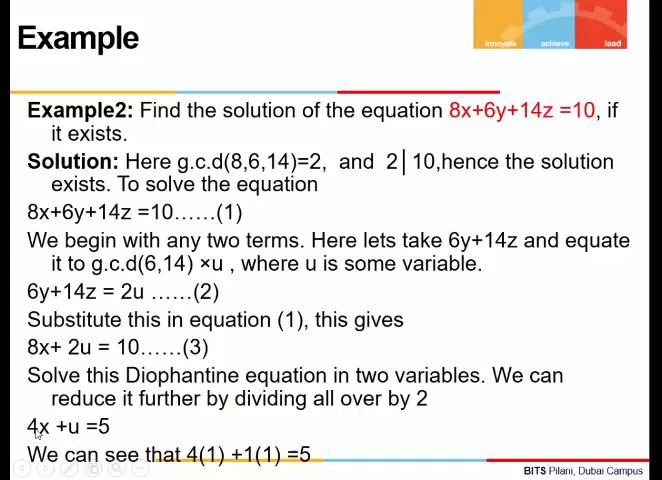 Example
innovate achieve lead
Example2: Find the solution of the equation 8x+6y+14z =10, if
it exists.
Solution: Here g.c.d(8,6,14)=2, and 2│10,hence the solution
exists. To solve the equation
8x+6y+14z =10......(1)
We begin with any two terms. Here lets take 6y+14z and equate
it to g.c.d(6,14) ×u , where u is some variable.
6y+14z = 2u ......(2)
Substitute this in equation (1), this gives
8x+ 2u = 10......(3)
Solve this Diophantine equation in two variables. We can
reduce it further by dividing all over by 2
4x +u =5
We can see that 4(1) +1(1) =5
BITS Pilani, Dubai Campus